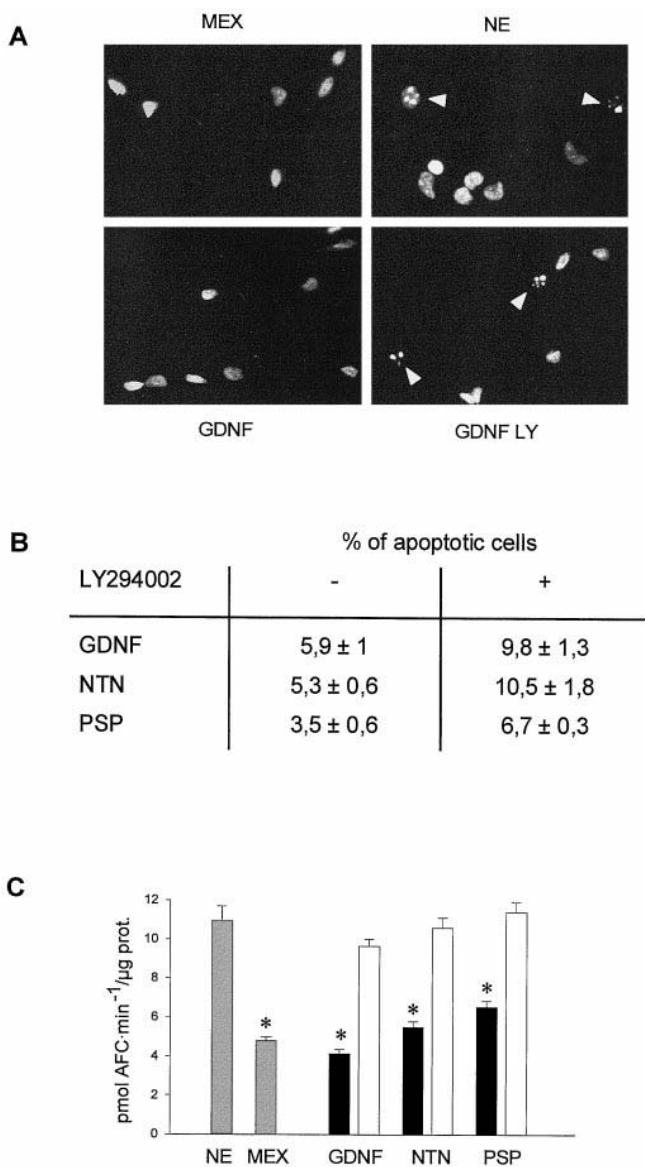 A
MEX NE
GDNF GDNF LY
B
% of apoptotic cells
LY294002 - +
GDNF 5,9 ± 1 9,8 ± 1,3
NTN 5,3 ± 0,6 10,5 ± 1,8
PSP 3,5 ± 0,6 6,7 ± 0,3
C
pmol AFC·min⁻¹/µg prot.
12
10
8
6
4
2
0
* * * *
NE MEX GDNF NTN PSP